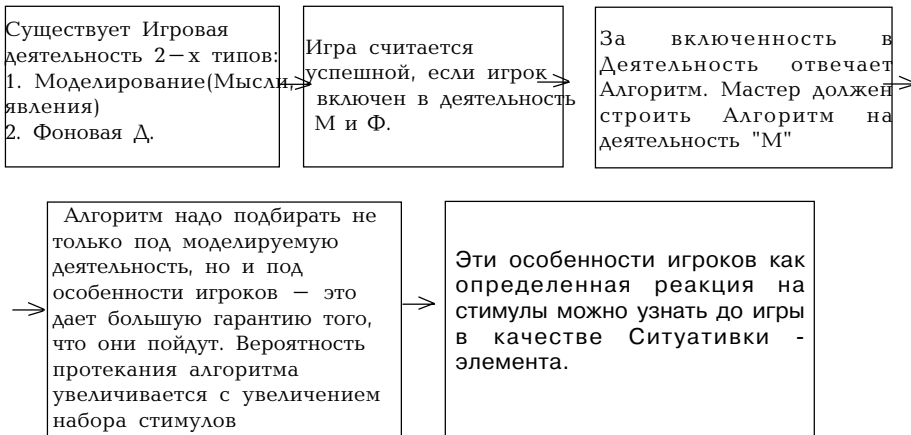 Существует Игровая
деятельность 2-х типов:
1. Моделирование(Мысли,
явления)
2. Фоновая Д.
Игра считается
успешной, если игрок
включен в деятельность
М и Ф.
За включенность в
Деятельность отвечает
Алгоритм. Мастер должен
строить Алгоритм на
деятельность "М"
Алгоритм надо подбирать не
только под моделируемую
деятельность, но и под
особенности игроков – это
дает большую гарантию того,
что они пойдут. Вероятность
протекания алгоритма
увеличивается с увеличением
набора стимулов
Эти особенности игроков как
определенная реакция на
стимулы можно узнать до игры
в качестве Ситуативки -
элемента.